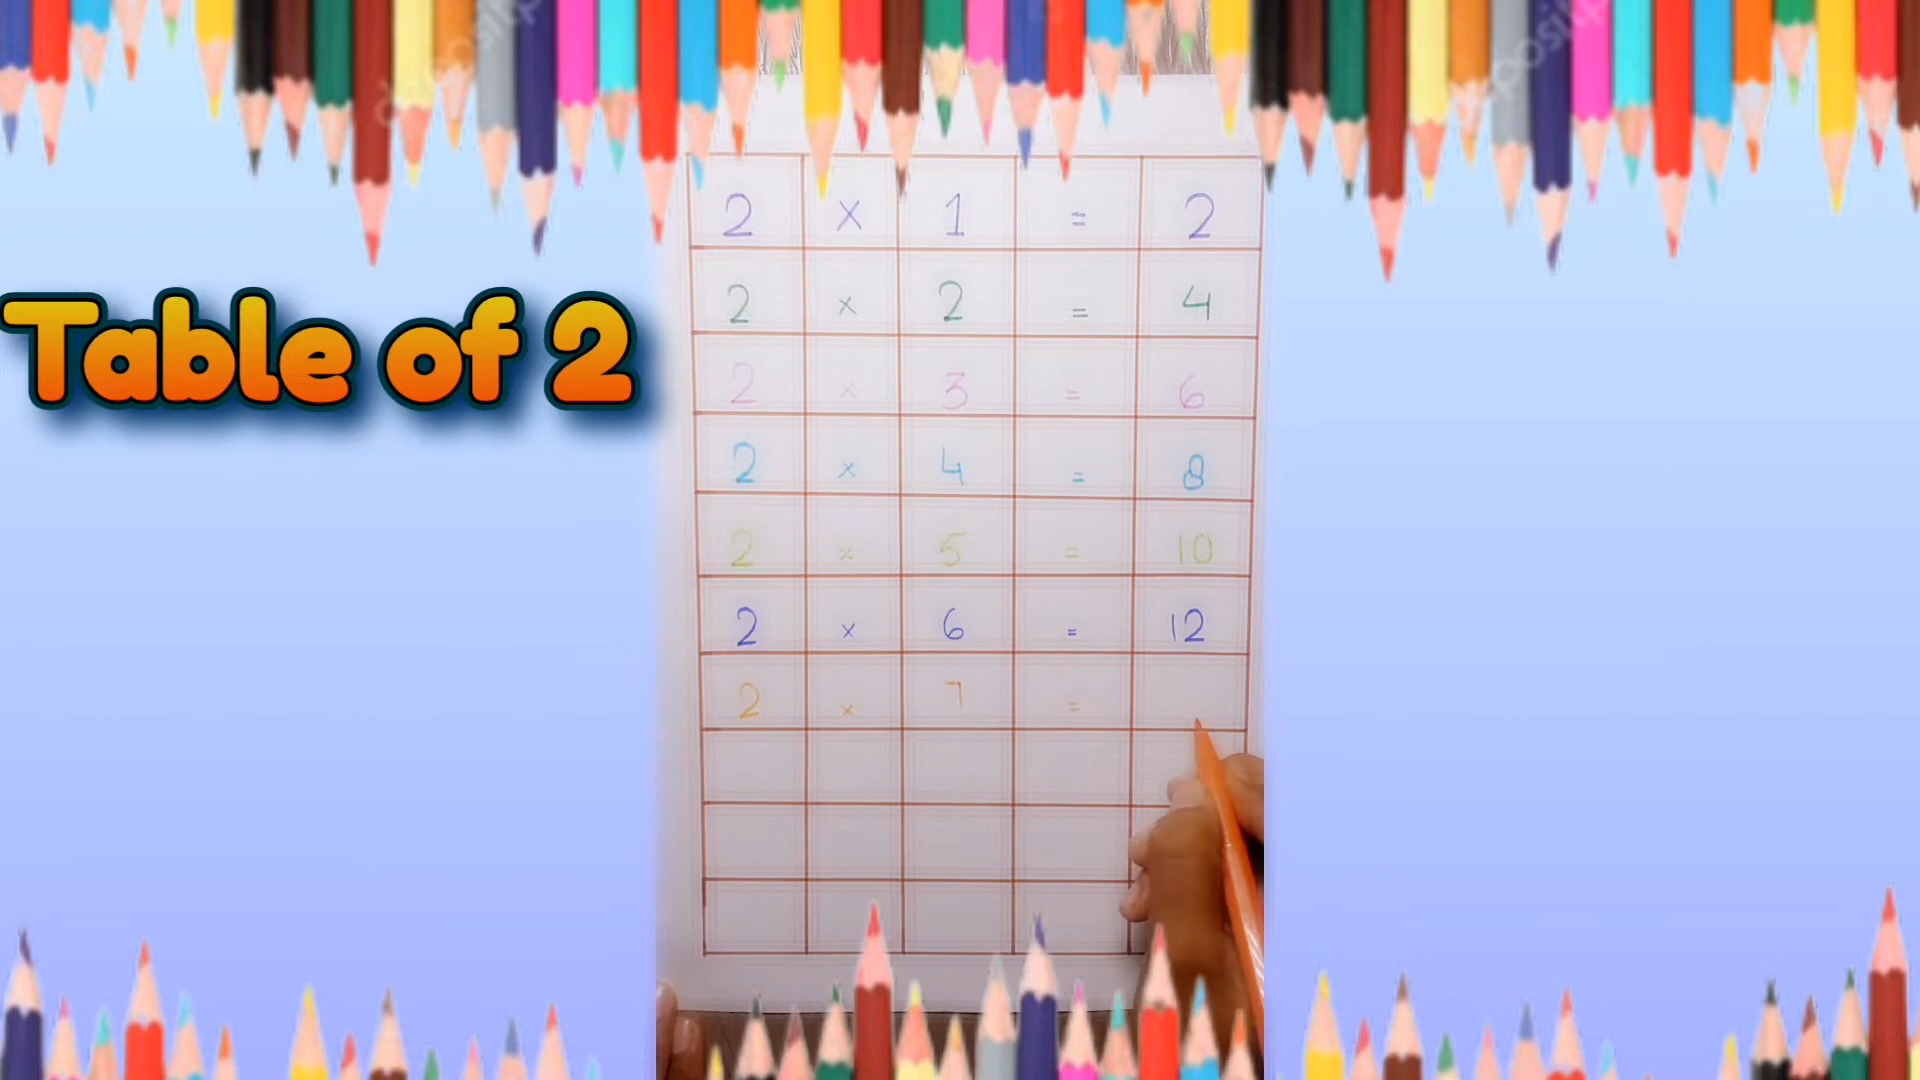 Table of 2
2 × 1 = 2
2 × 2 = 4
2 × 3 = 6
2 × 4 = 8
2 × 5 = 10
2 × 6 = 12
2 × 7 =